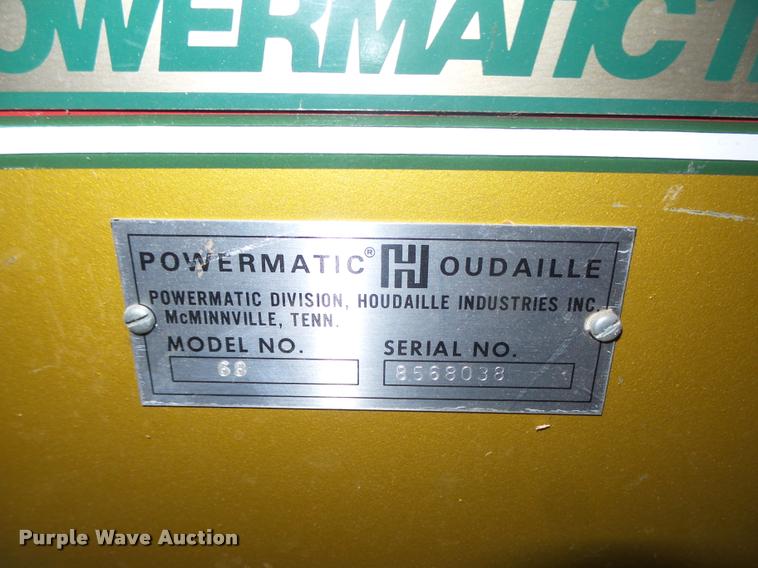 OWERMATIC
POWERMATIC® HOUDAILLE
POWERMATIC DIVISION, HOUDAILLE INDUSTRIES INC.
McMINNVILLE, TENN.
MODEL NO. SERIAL NO.
68 8568038
Purple Wave Auction